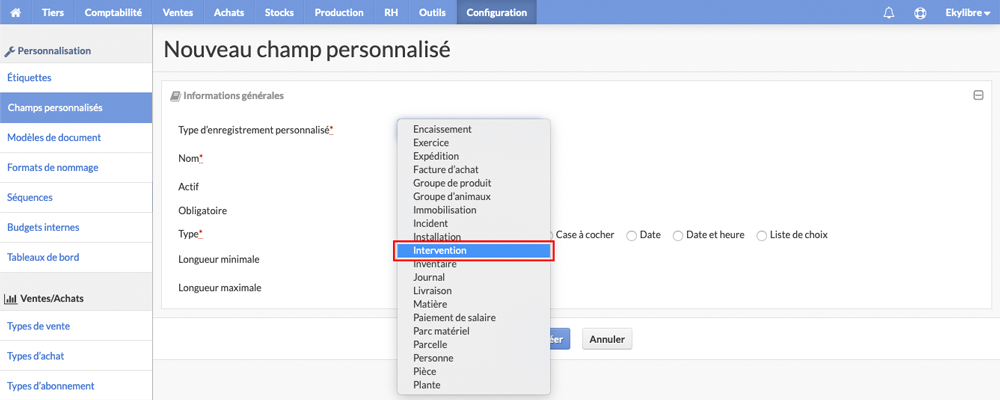 Tiers Comptabilité Ventes Achats Stocks Production RH Outils Configuration Ekylibre
Personnalisation
Étiquettes
Champs personnalisés
Modèles de document
Formats de nommage
Séquences
Budgets internes
Tableaux de bord
Ventes/Achats
Types de vente
Types d'achat
Types d'abonnement
Nouveau champ personnalisé
Informations générales
Type d'enregistrement personnalisé*
Nom*
Actif
Obligatoire
Type*
Case à cocher Date Date et heure Liste de choix
Longueur minimale
Longueur maximale
Encaissement
Exercice
Expédition
Facture d'achat
Groupe de produit
Groupe d'animaux
Immobilisation
Incident
Installation
Intervention
Inventaire
Journal
Livraison
Matière
Paiement de salaire
Parc matériel
Parcelle
Personne
Pièce
Plante
Annuler